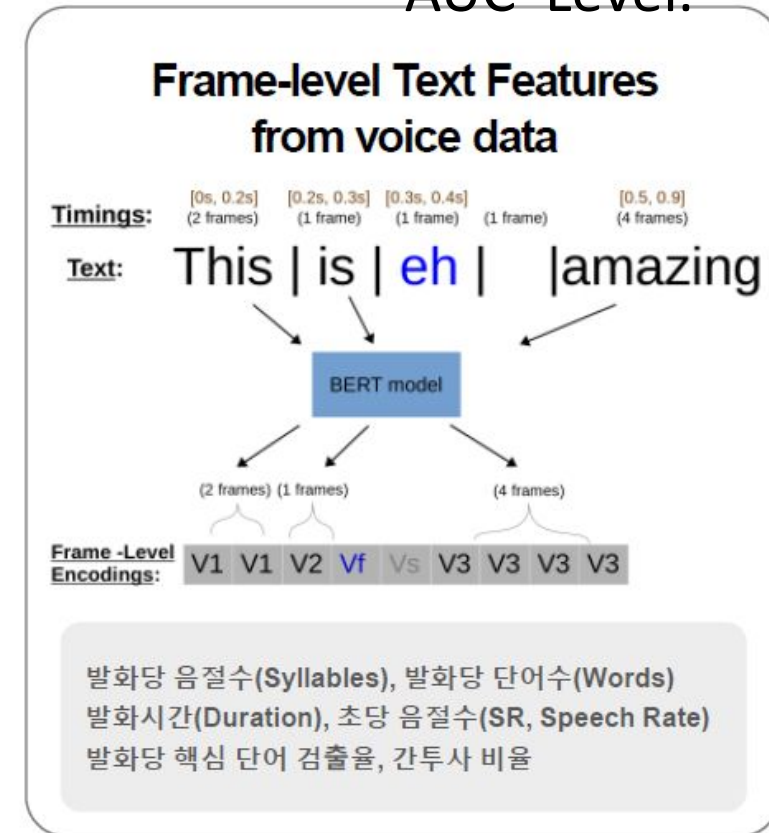 Frame-level Text Features
from voice data
Timings: [0s, 0.2s] [0.2s, 0.3s] [0.3s, 0.4s] [0.5, 0.9]
(2 frames) (1 frame) (1 frame) (1 frame) (4 frames)
Text: This | is | eh | |amazing
BERT model
(2 frames) (1 frames) (4 frames)
Frame -Level
Encodings: V1 V1 V2 Vf Vs V3 V3 V3 V3
발화당 음절수(Syllables), 발화당 단어수(Words)
발화시간(Duration), 초당 음절수(SR, Speech Rate)
발화당 핵심 단어 검출율, 간투사 비율